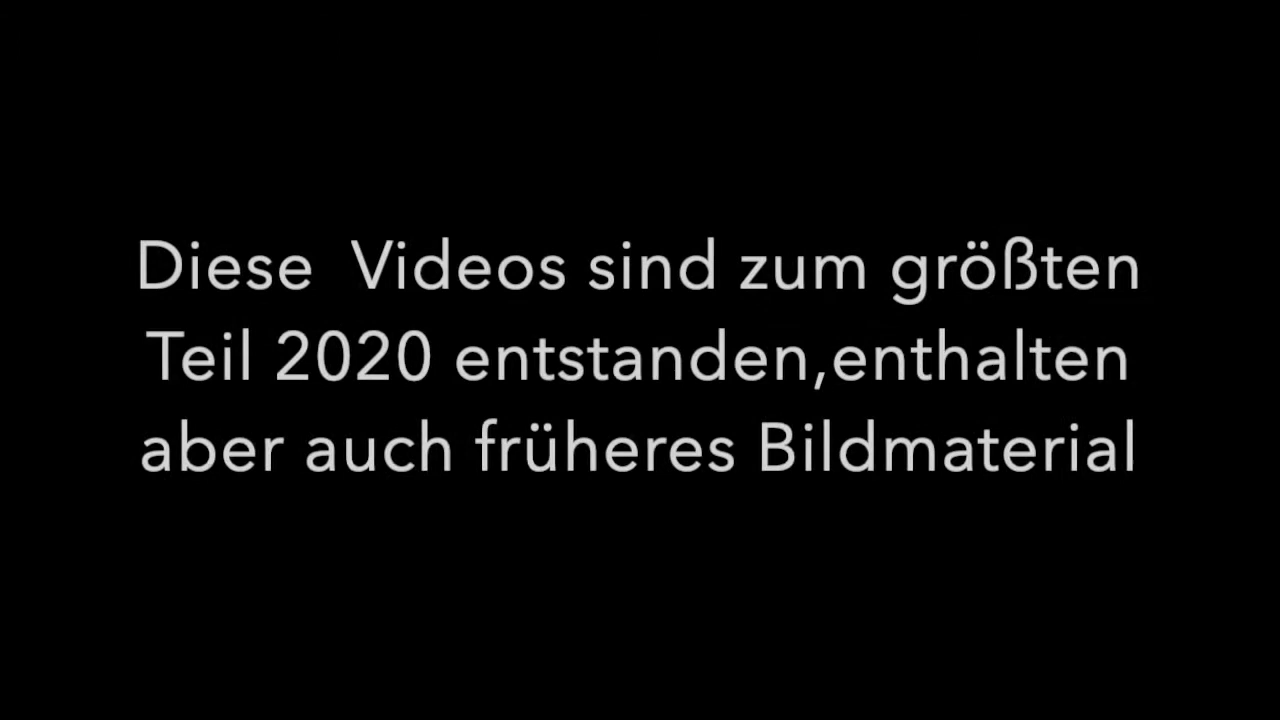 Diese  Videos sind zum größten
Teil 2020 entstanden,enthalten
aber auch früheres Bildmaterial